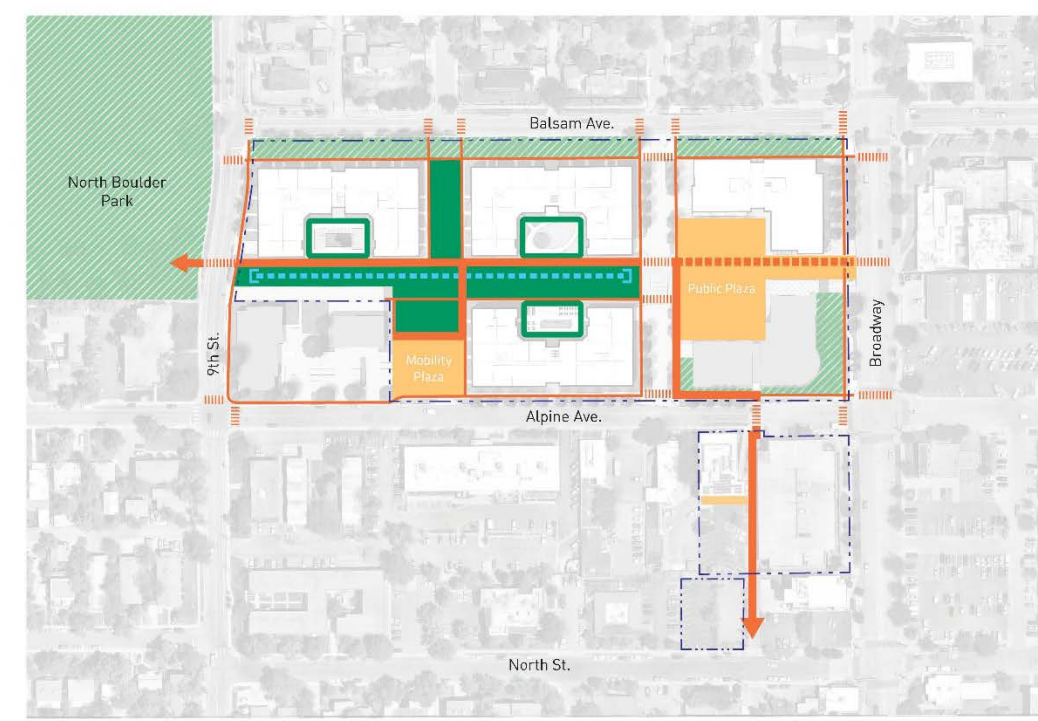 Balsam Ave.
North Boulder
Park
Public Plaza
9th St.
Broadway
Mobility
Plaza
Alpine Ave.
North St.